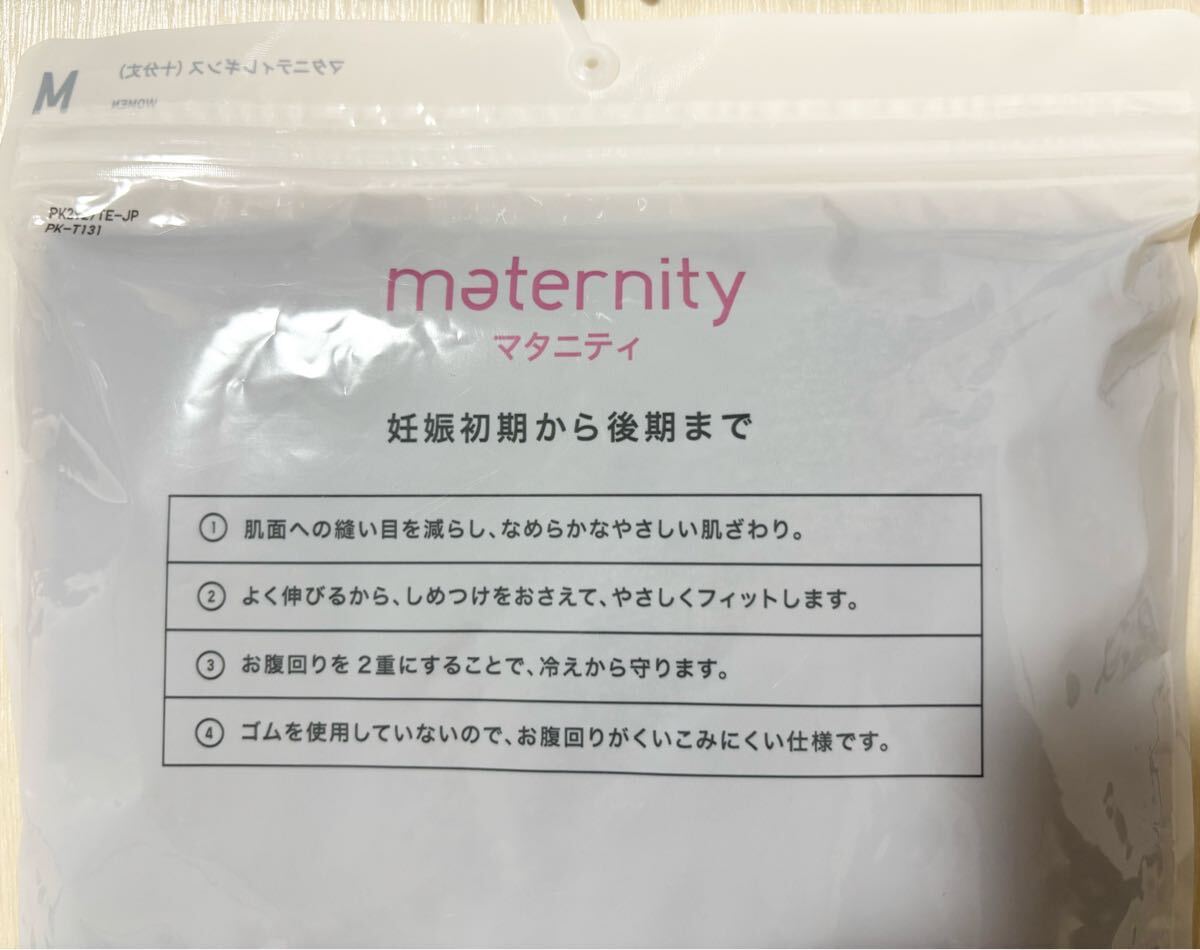 M
マタニティレギンス(十分丈)
WOMEN
PK-T131
maternity
マタニティ
妊娠初期から後期まで
① 肌面への縫い目を減らし、なめらかなやさしい肌ざわり。
② よく伸びるから、しめつけをおさえて、やさしくフィットします。
③ お腹回りを2重にすることで、冷えから守ります。
④ ゴムを使用していないので、お腹回りがくいこみにくい仕様です。